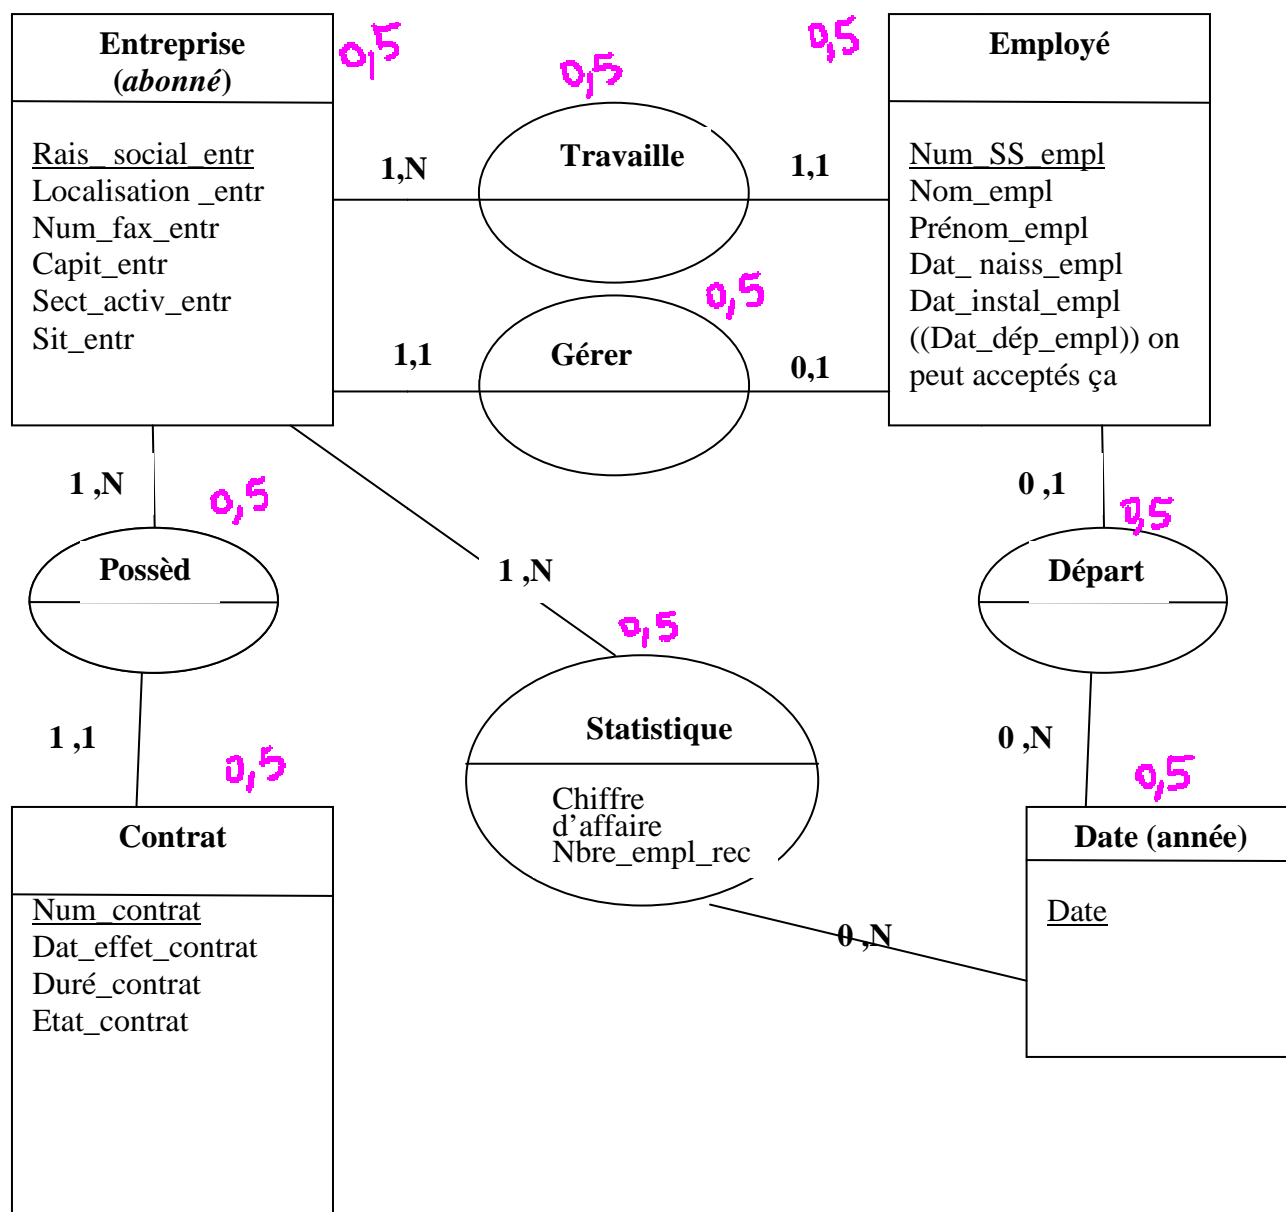 Entreprise
(abonné)
0,5
Rais_ social_entr
Localisation _entr
Num_fax_entr
Capit_entr
Sect_activ_entr
Sit_entr
0,5
Travaille
1,N
1,1
0,5
Employé
Num_SS_empl
Nom_empl
Prénom_empl
Dat_ naiss_empl
Dat_instal_empl
((Dat_dép_empl)) on
peut acceptés ça
0,5
Gérer
1,1
0,1
1 ,N
0,5
Possèd
1 ,1
1 ,N
0,5
Statistique
Chiffre
d’affaire
Nbre_empl_rec
0 ,N
0 ,1
0,5
Départ
0 ,N
0,5
Contrat
Num_contrat
Dat_effet_contrat
Duré_contrat
Etat_contrat
0,5
Date (année)
Date